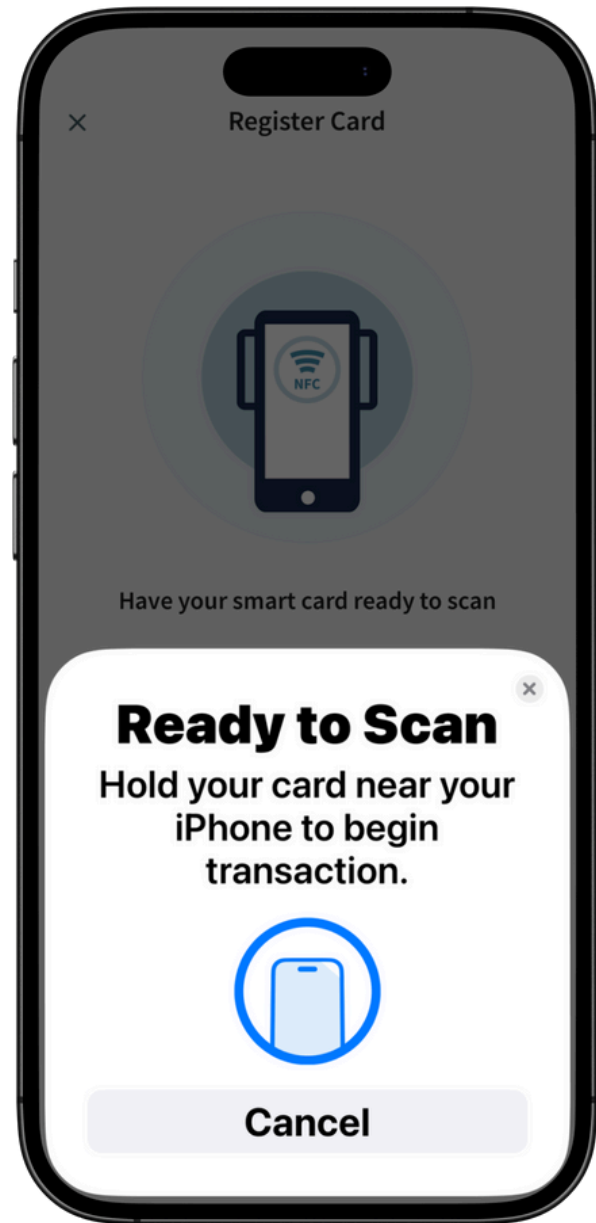 Register Card
NFC
Have your smart card ready to scan
Ready to Scan
Hold your card near your
iPhone to begin
transaction.
Cancel